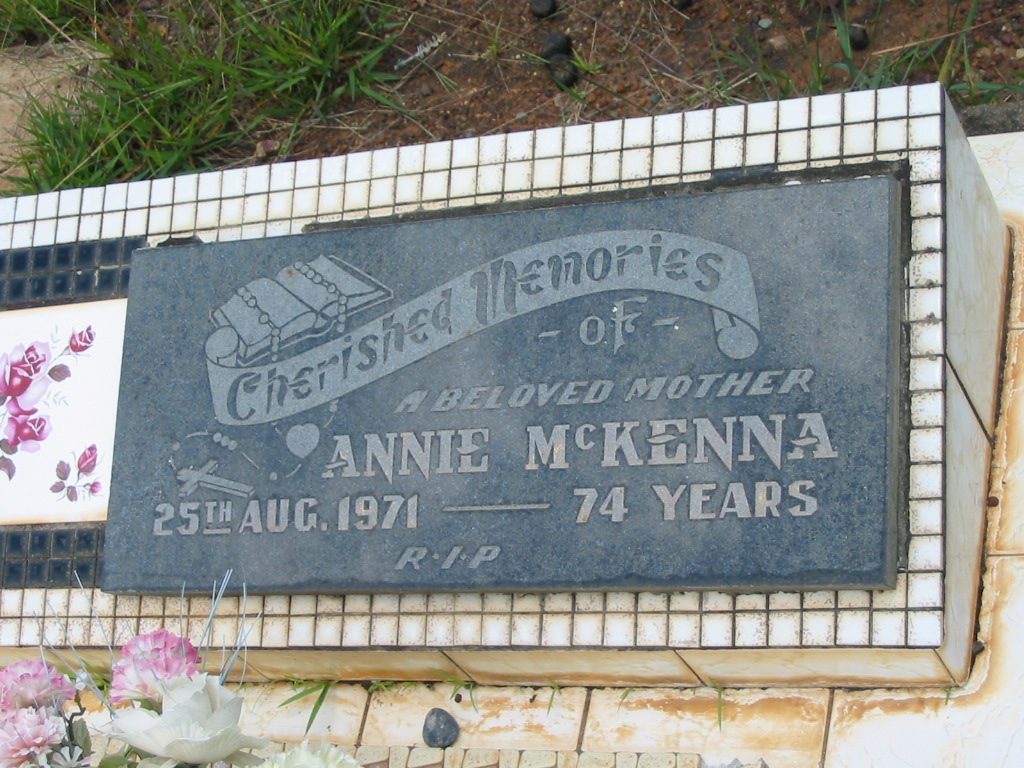 Cherished Memories
- OF -
A BELOVED MOTHER
ANNIE McKENNA
25TH AUG. 1971 — 74 YEARS
R·I·P